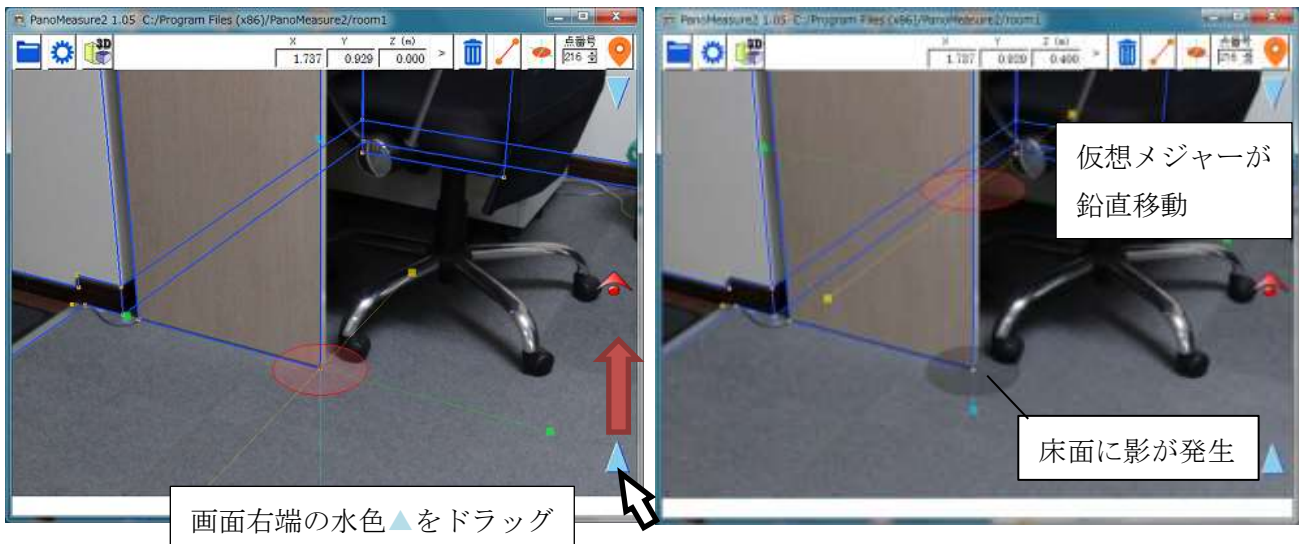 PanoMeasure2 1.05 C:/Program Files (x86)/PanoMeasure2/room1
3D
X Y Z (m)
1.737 0.929 0.000 >
点番号
216
画面右端の水色▲をドラッグ
PanoMeasure2 1.05 C:/Program Files (x86)/PanoMeasure2/room1
3D
X Y Z (m)
1.737 0.929 0.400 >
点番号
216
仮想メジャーが
鉛直移動
床面に影が発生